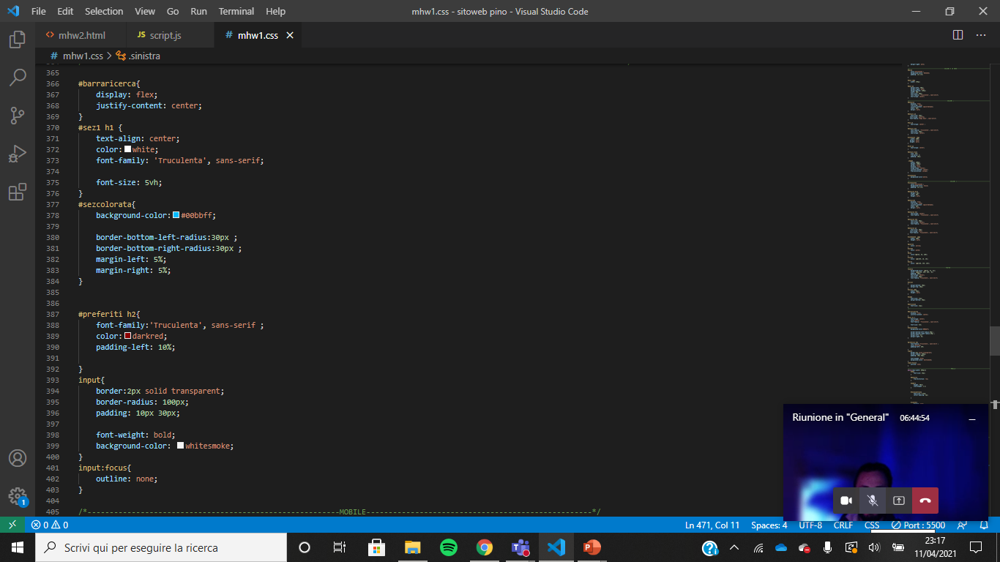 File Edit Selection View Go Run Terminal Help
mhw1.css - sitoweb pino - Visual Studio Code
<> mhw2.html
JS script.js
# mhw1.css
# mhw1.css > .sinistra
365
366 #barraricerca{
367 display: flex;
368 justify-content: center;
369 }
370 #sez1 h1 {
371 text-align: center;
372 color: white;
373 font-family: 'Truculenta', sans-serif;
374
375 font-size: 5vh;
376 }
377 #sezcolorata{
378 background-color: #00bbff;
379
380 border-bottom-left-radius:30px ;
381 border-bottom-right-radius:30px ;
382 margin-left: 5%;
383 margin-right: 5%;
384 }
385
386
387 #preferiti h2{
388 font-family:'Truculenta', sans-serif ;
389 color: darkred;
390 padding-left: 10%;
391
392 }
393 input{
394 border:2px solid transparent;
395 border-radius: 100px;
396 padding: 10px 30px;
397
398 font-weight: bold;
399 background-color: whitesmoke;
400 }
401 input:focus{
402 outline: none;
403 }
404
405 /*---------------------------------------------------------MOBILE---------------------------------------------------*/
Riunione in "General" 06:44:54
1
0 0
Ln 471, Col 11 Spaces: 4 UTF-8 CRLF CSS Port : 5500
Scrivi qui per eseguire la ricerca
23:17
11/04/2021